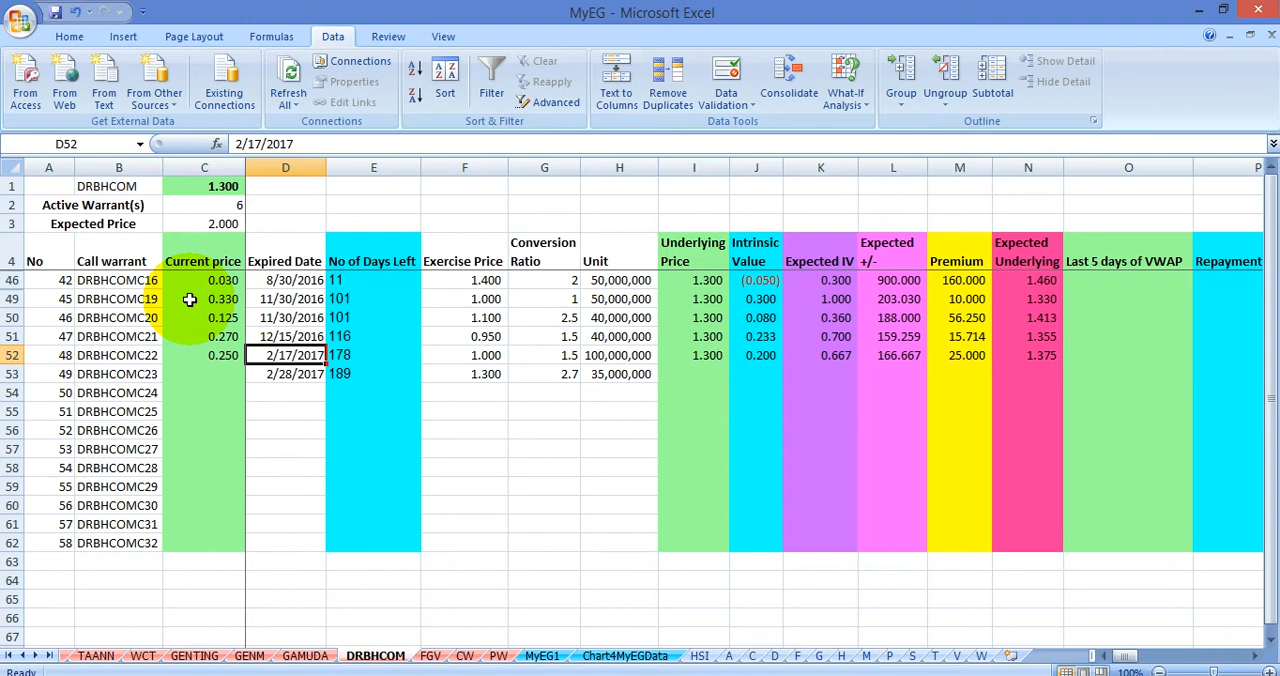 MyEG - Microsoft Excel
Home Insert Page Layout Formulas Data Review View
From Access From Web From Text From Other Sources Existing Connections Refresh All Connections Properties Edit Links Sort Filter Clear Reapply Advanced Text to Columns Remove Duplicates Data Validation Consolidate What-If Analysis Group Ungroup Subtotal Show Detail Hide Detail
Get External Data Connections Sort & Filter Data Tools Outline
D52 fx 2/17/2017
A B C D E F G H I J K L M N O P
1 DRBHCOM 1.300
2 Active Warrant(s) 6
3 Expected Price 2.000
4 No Call warrant Current price Expired Date No of Days Left Exercise Price Conversion Ratio Unit Underlying Price Intrinsic Value Expected IV Expected +/- Premium Expected Underlying Last 5 days of VWAP Repayment
46 42 DRBHCOMC16 0.030 8/30/2016 11 1.400 2 50,000,000 1.300 (0.050) 0.300 900.000 160.000 1.460
49 45 DRBHCOMC19 0.330 11/30/2016 101 1.000 1 50,000,000 1.300 0.300 1.000 203.030 10.000 1.330
50 46 DRBHCOMC20 0.125 11/30/2016 101 1.100 2.5 40,000,000 1.300 0.080 0.360 188.000 56.250 1.413
51 47 DRBHCOMC21 0.270 12/15/2016 116 0.950 1.5 40,000,000 1.300 0.233 0.700 159.259 15.714 1.355
52 48 DRBHCOMC22 0.250 2/17/2017 178 1.000 1.5 100,000,000 1.300 0.200 0.667 166.667 25.000 1.375
53 49 DRBHCOMC23 2/28/2017 189 1.300 2.7 35,000,000
54 50 DRBHCOMC24
55 51 DRBHCOMC25
56 52 DRBHCOMC26
57 53 DRBHCOMC27
58 54 DRBHCOMC28
59 55 DRBHCOMC29
60 56 DRBHCOMC30
61 57 DRBHCOMC31
62 58 DRBHCOMC32
63
64
65
66
67
TAANN WCT GENTING GENM GAMUDA DRBHCOM FGV CW PW MyEG1 Chart4MyEGData HSI A C D F G H M P S T V W
Ready 100%